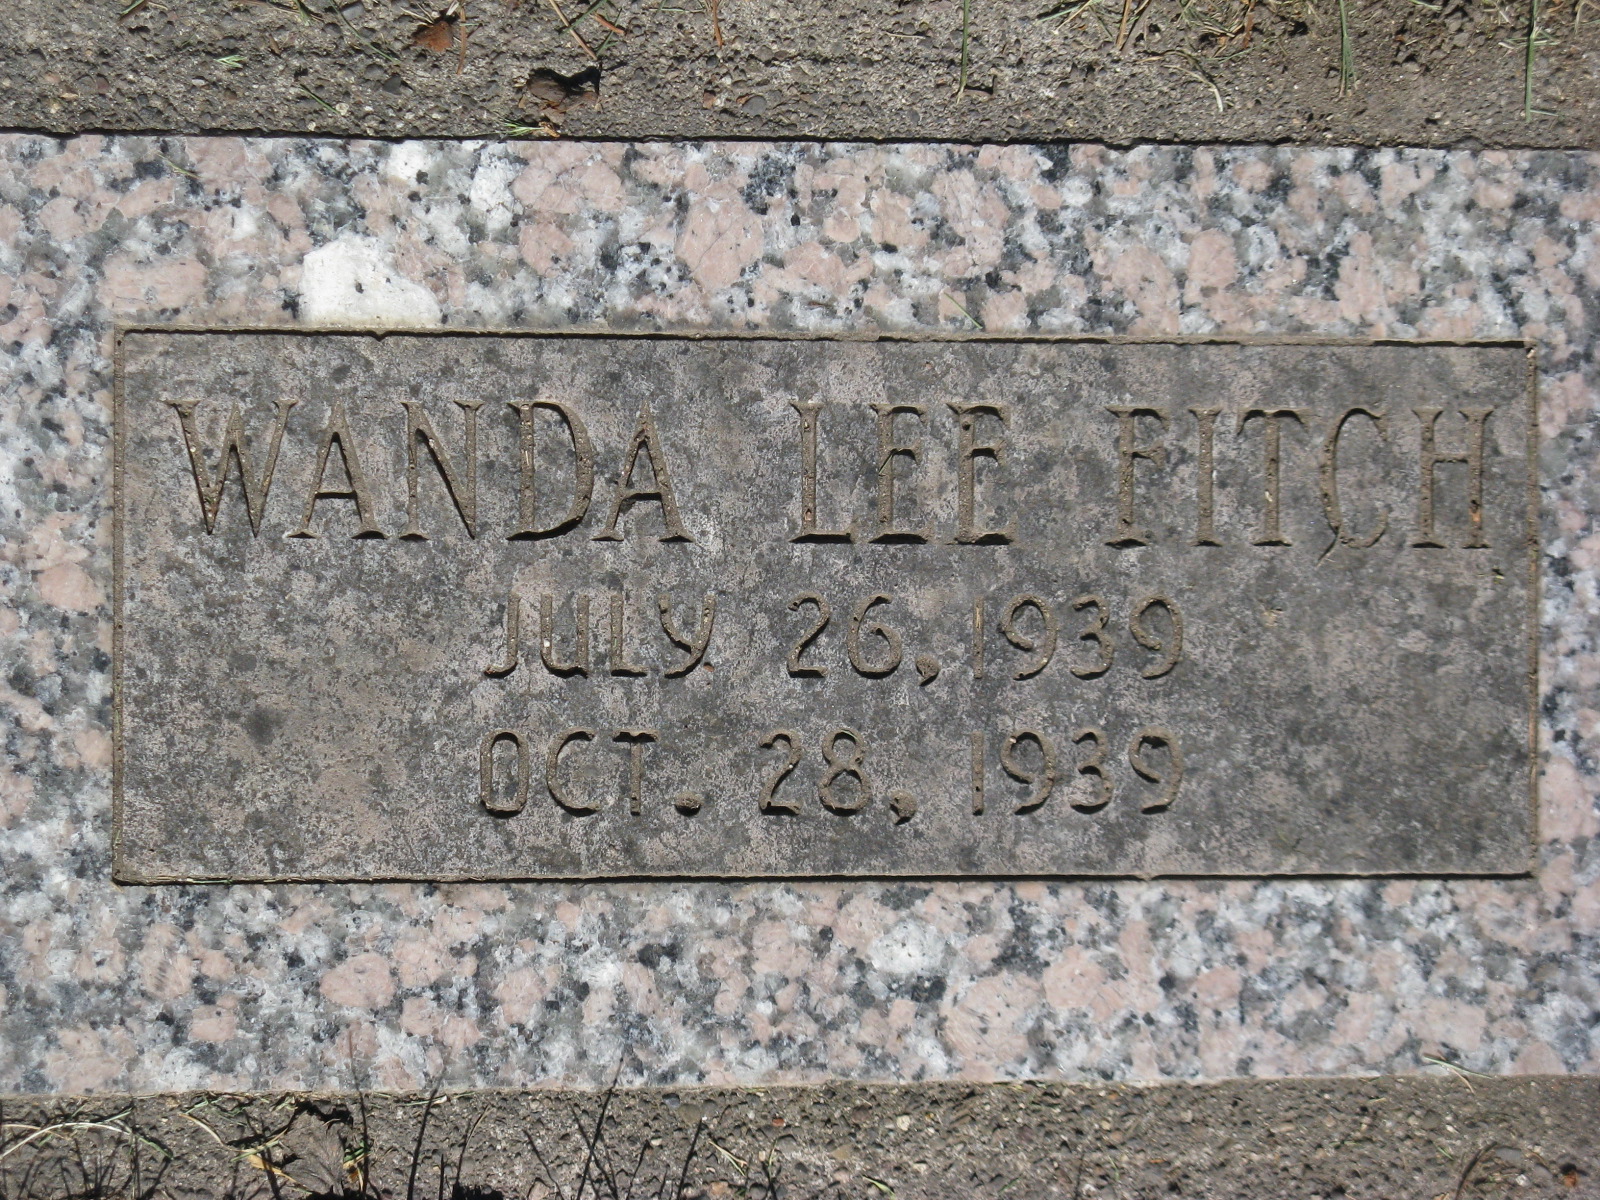 WANDA LEE FITCH
JULY 26, 1939
OCT. 28, 1939